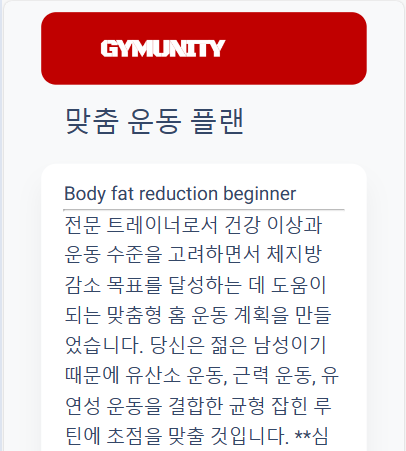 GYMUNITY
맞춤 운동 플랜
Body fat reduction beginner
전문 트레이너로서 건강 이상과
운동 수준을 고려하면서 체지방
감소 목표를 달성하는 데 도움이
되는 맞춤형 홈 운동 계획을 만들
었습니다. 당신은 젊은 남성이기
때문에 유산소 운동, 근력 운동, 유
연성 운동을 결합한 균형 잡힌 루
틴에 초점을 맞출 것입니다. **심